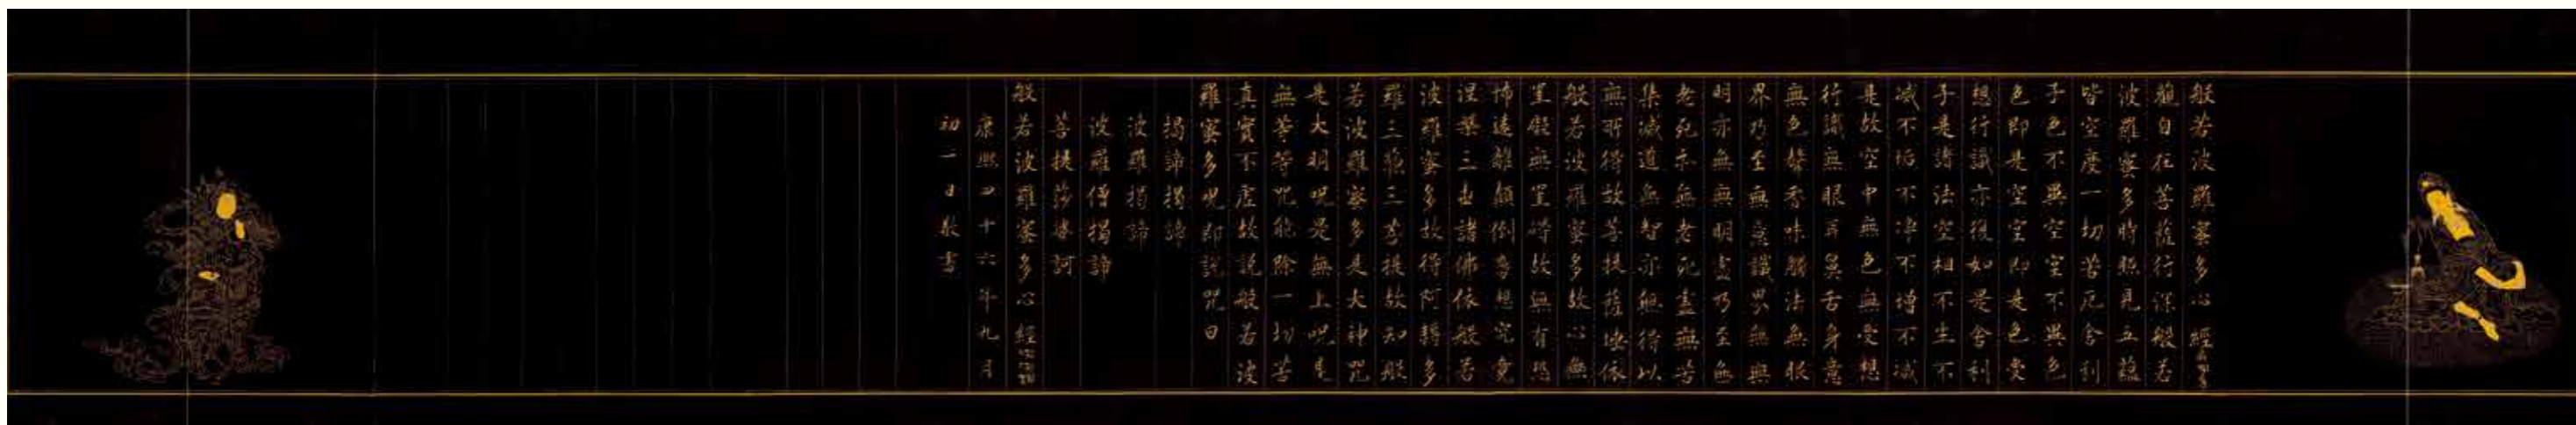 般若波羅蜜多心經
觀自在菩薩行深般若
波羅蜜多時照見五蘊
皆空度一切苦厄舍利
子色不異空空不異色
色即是空空即是色受
想行識亦復如是舍利
子是諸法空相不生不
滅不垢不淨不增不減
是故空中無色無受想
行識無眼耳鼻舌身意
無色聲香味觸法無眼
界乃至無意識界無無
明亦無無明盡乃至無
老死亦無老死盡無苦
集滅道無智亦無得以
無所得故菩提薩埵依
般若波羅蜜多故心無
罣礙無罣礙故無有恐
怖遠離顛倒夢想究竟
涅槃三世諸佛依般若
波羅蜜多故得阿耨多
羅三藐三菩提故知般
若波羅蜜多是大神咒
是大明咒是無上咒是
無等等咒能除一切苦
真實不虛故說般若波
羅蜜多咒即說咒曰
揭諦揭諦
波羅揭諦
波羅僧揭諦
菩提莎婆訶
般若波羅蜜多心經
康熙四十六年九月
初一日敬書